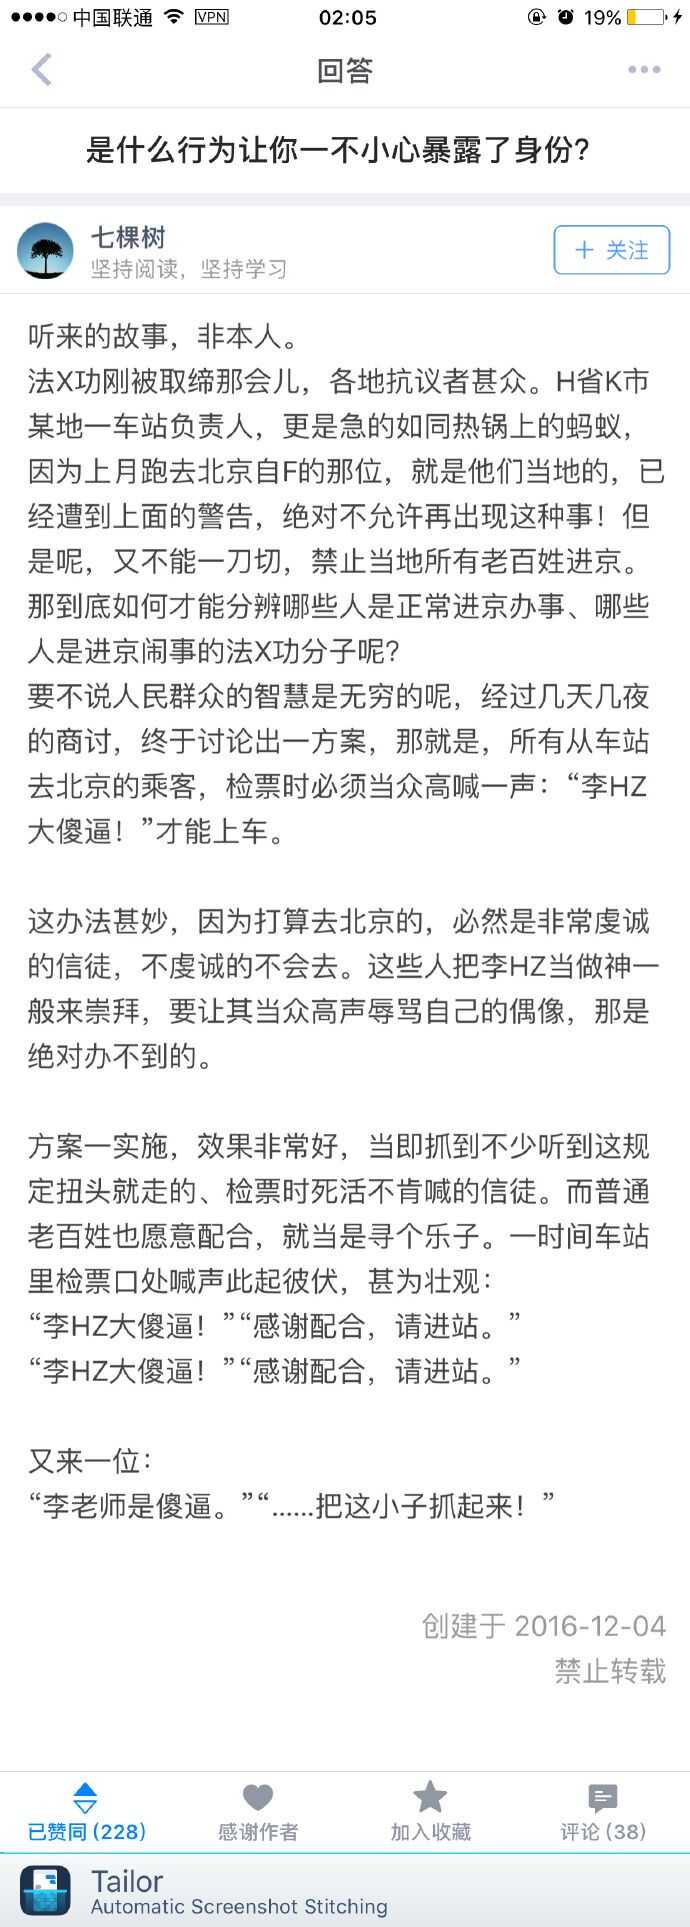 中国联通 VPN 02:05 19%
回答
是什么行为让你一不小心暴露了身份?
七棵树
坚持阅读，坚持学习
+ 关注
听来的故事，非本人。
法X功刚被取缔那会儿，各地抗议者甚众。H省K市
某地一车站负责人，更是急的如同热锅上的蚂蚁，
因为上月跑去北京自F的那位，就是他们当地的，已
经遭到上面的警告，绝对不允许再出现这种事！但
是呢，又不能一刀切，禁止当地所有老百姓进京。
那到底如何才能分辨哪些人是正常进京办事、哪些
人是进京闹事的法X功分子呢?
要不说人民群众的智慧是无穷的呢，经过几天几夜
的商讨，终于讨论出一方案，那就是，所有从车站
去北京的乘客，检票时必须当众高喊一声：“李HZ
大傻逼！”才能上车。
这办法甚妙，因为打算去北京的，必然是非常虔诚
的信徒，不虔诚的不会去。这些人把李HZ当做神一
般来崇拜，要让其当众高声辱骂自己的偶像，那是
绝对办不到的。
方案一实施，效果非常好，当即抓到不少听到这规
定扭头就走的、检票时死活不肯喊的信徒。而普通
老百姓也愿意配合，就当是寻个乐子。一时间车站
里检票口处喊声此起彼伏，甚为壮观：
“李HZ大傻逼！”“感谢配合，请进站。”
“李HZ大傻逼！”“感谢配合，请进站。”
又来一位：
“李老师是傻逼。”“......把这小子抓起来！”
创建于 2016-12-04
禁止转载
已赞同 (228) 感谢作者 加入收藏 评论 (38)
Tailor
Automatic Screenshot Stitching